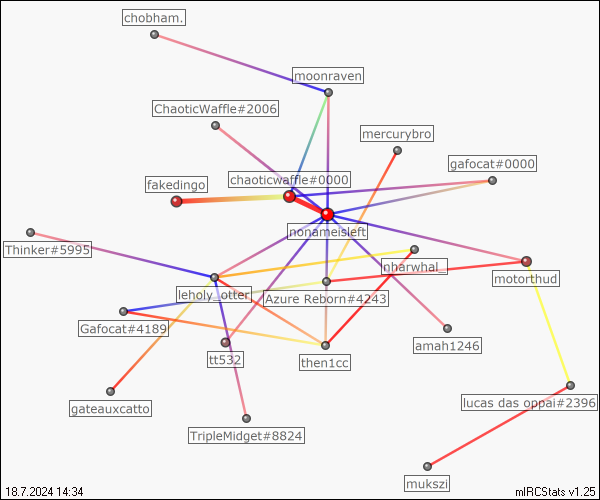 chobham.
moonraven
ChaoticWaffle#2006
mercurybro
gafocat#0000
chaoticwaffle#0000
fakedingo
nonameisleft
Thinker#5995
nbarwhal_
motorthud
leholy_otter
Azure Reborn#4243
Gafocat#4189
amah1246
tt532
then1cc
gateauxcatto
lucas das oppai#2396
TripleMidget#8824
mukszi
18.7.2024 14:34
mIRCStats v1.25